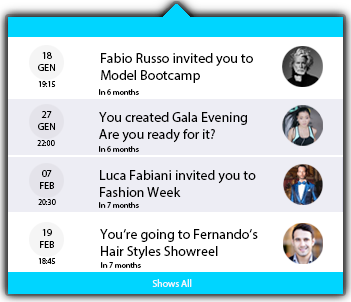 18
GEN
19:15
Fabio Russo invited you to
Model Bootcamp
In 6 months
27
GEN
22:00
You created Gala Evening
Are you ready for it?
In 6 months
07
FEB
20:30
Luca Fabiani invited you to
Fashion Week
In 7 months
19
FEB
18:45
You're going to Fernando's
Hair Styles Showreel
In 7 months
Shows All